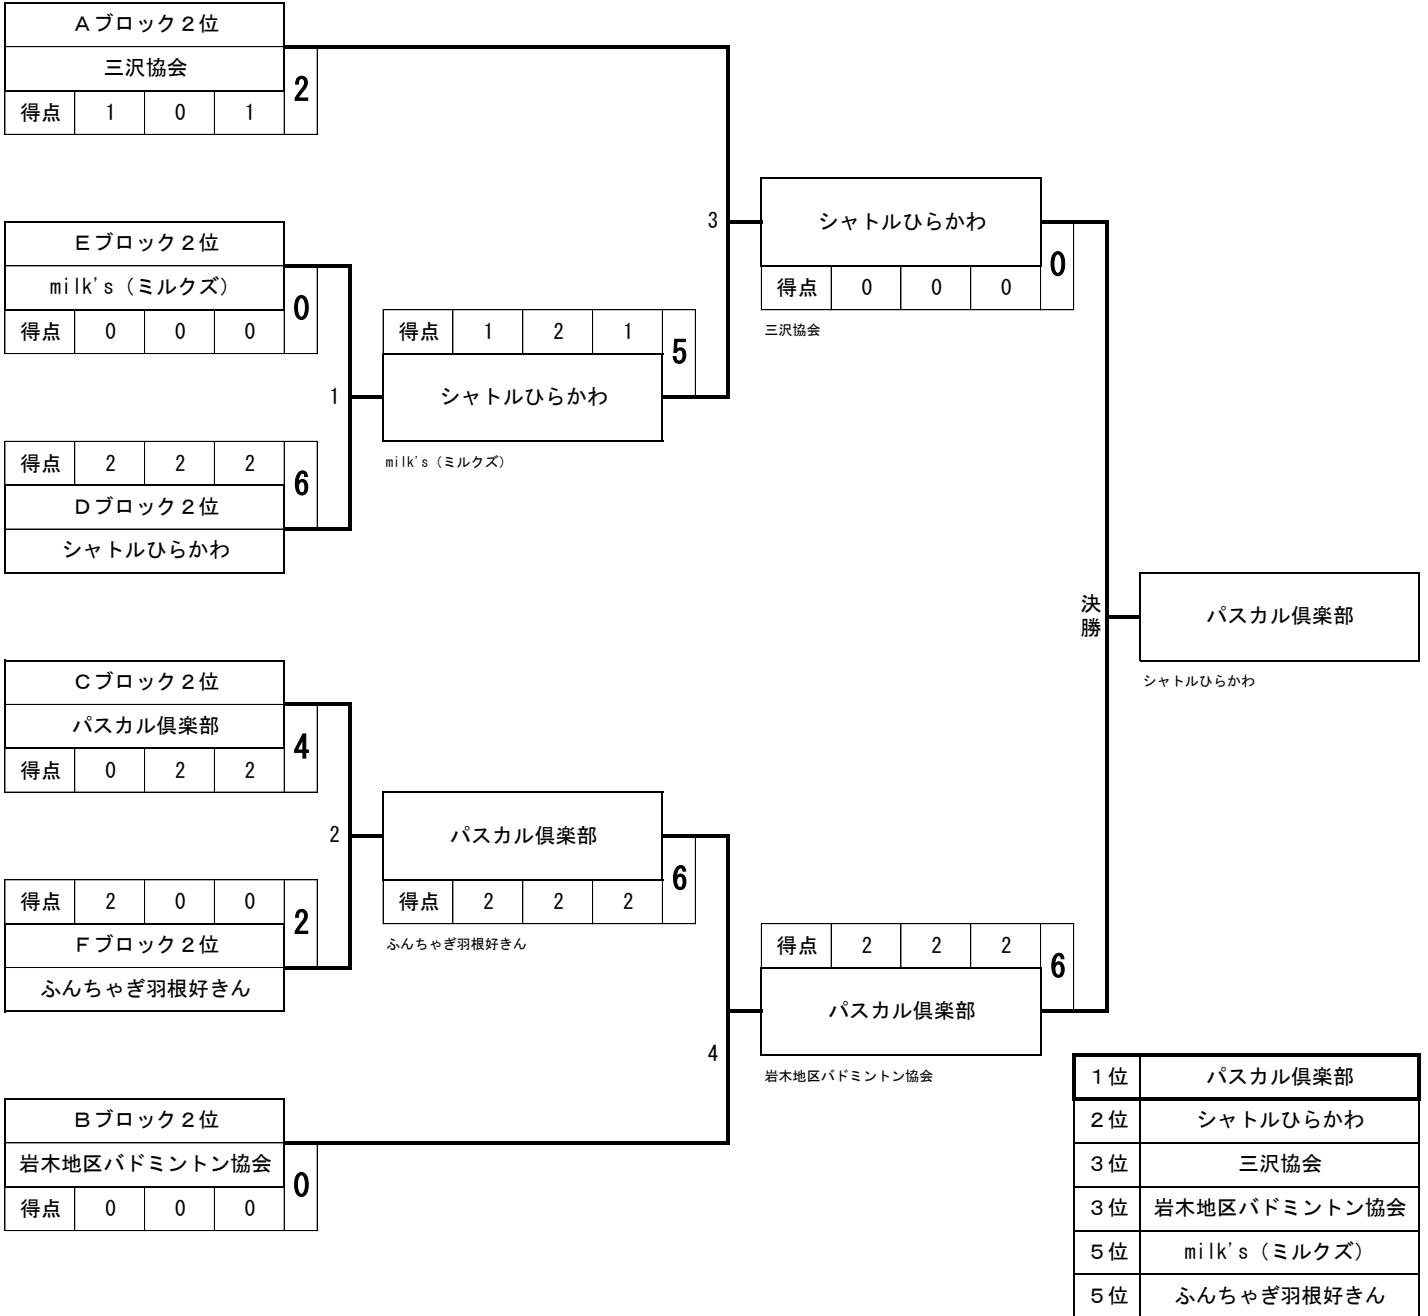 Ａブロック２位
三沢協会
得点 1 0 1
2
Ｅブロック２位
milk's（ミルクズ）
得点 0 0 0
0
1
得点 2 2 2
6
Ｄブロック２位
シャトルひらかわ
得点 1 2 1
5
シャトルひらかわ
milk's（ミルクズ）
3
シャトルひらかわ
得点 0 0 0
0
三沢協会
Ｃブロック２位
パスカル倶楽部
得点 0 2 2
4
2
得点 2 0 0
2
Ｆブロック２位
ふんちゃぎ羽根好きん
パスカル倶楽部
得点 2 2 2
6
ふんちゃぎ羽根好きん
4
得点 2 2 2
6
パスカル倶楽部
岩木地区バドミントン協会
Ｂブロック２位
岩木地区バドミントン協会
得点 0 0 0
0
決勝
パスカル倶楽部
シャトルひらかわ
１位 パスカル倶楽部
２位 シャトルひらかわ
３位 三沢協会
３位 岩木地区バドミントン協会
５位 milk's（ミルクズ）
５位 ふんちゃぎ羽根好きん